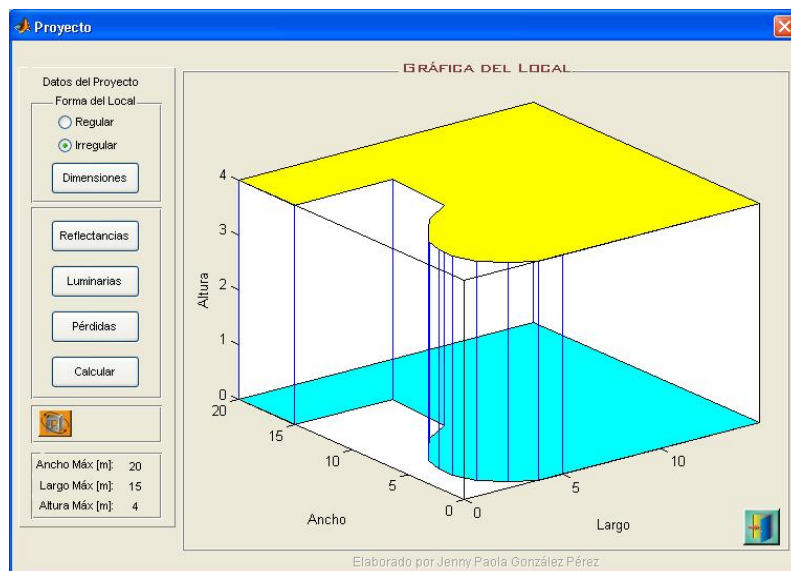 Proyecto
GRÁFICA DEL LOCAL
Datos del Proyecto
Forma del Local
Regular
Irregular
Dimensiones
Reflectancias
Luminarias
Pérdidas
Calcular
Ancho Máx [m]: 20
Largo Máx [m]: 15
Altura Máx [m]: 4
Altura
4
3
2
1
0
20
15
10
5
0
Ancho
0
5
10
Largo
Elaborado por Jenny Paola González Pérez